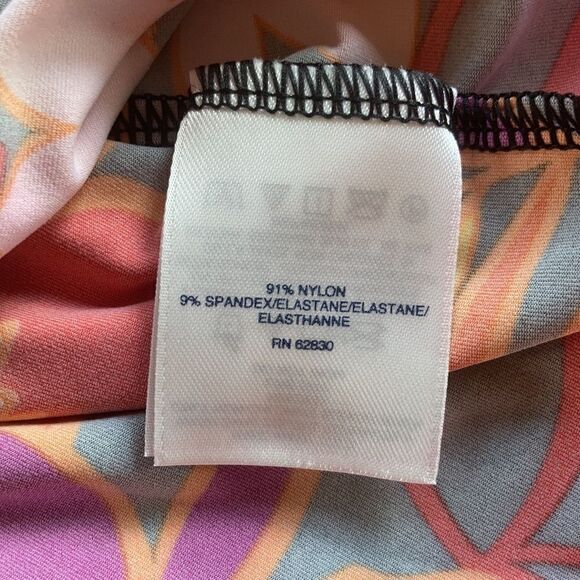 91% NYLON
9% SPANDEX/ELASTANE/ELASTANE/
ELASTHANNE
RN 62830